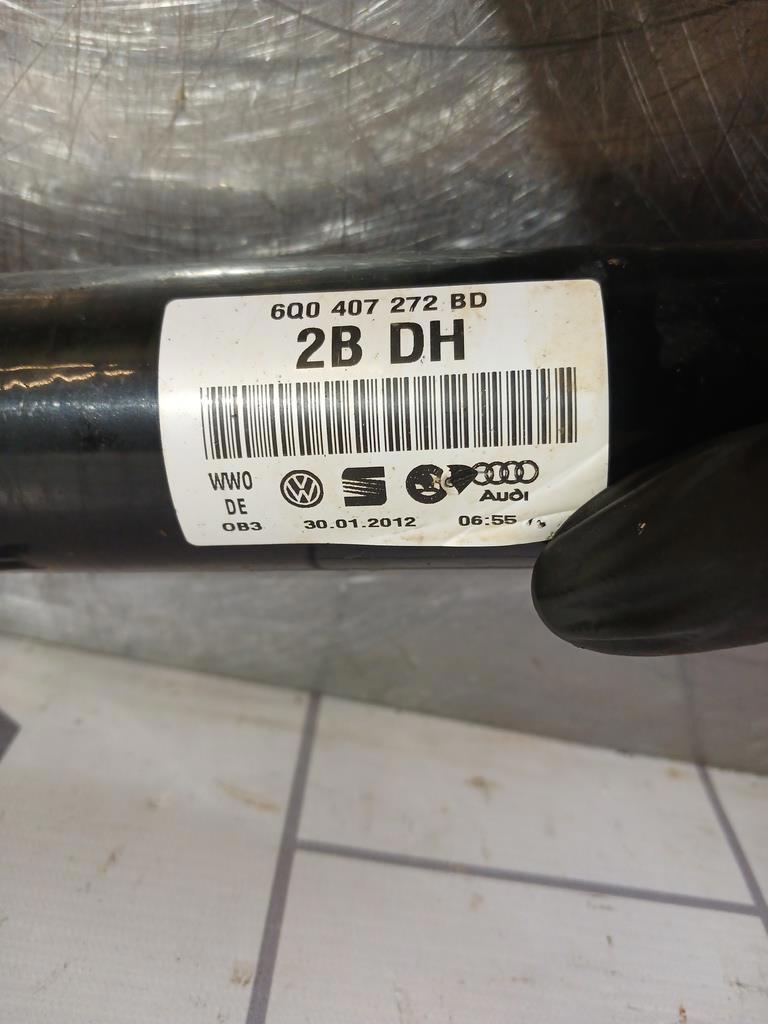 6Q0 407 272 BD
2B DH
WW0
DE
Audi
OB3 30.01.2012 06:55